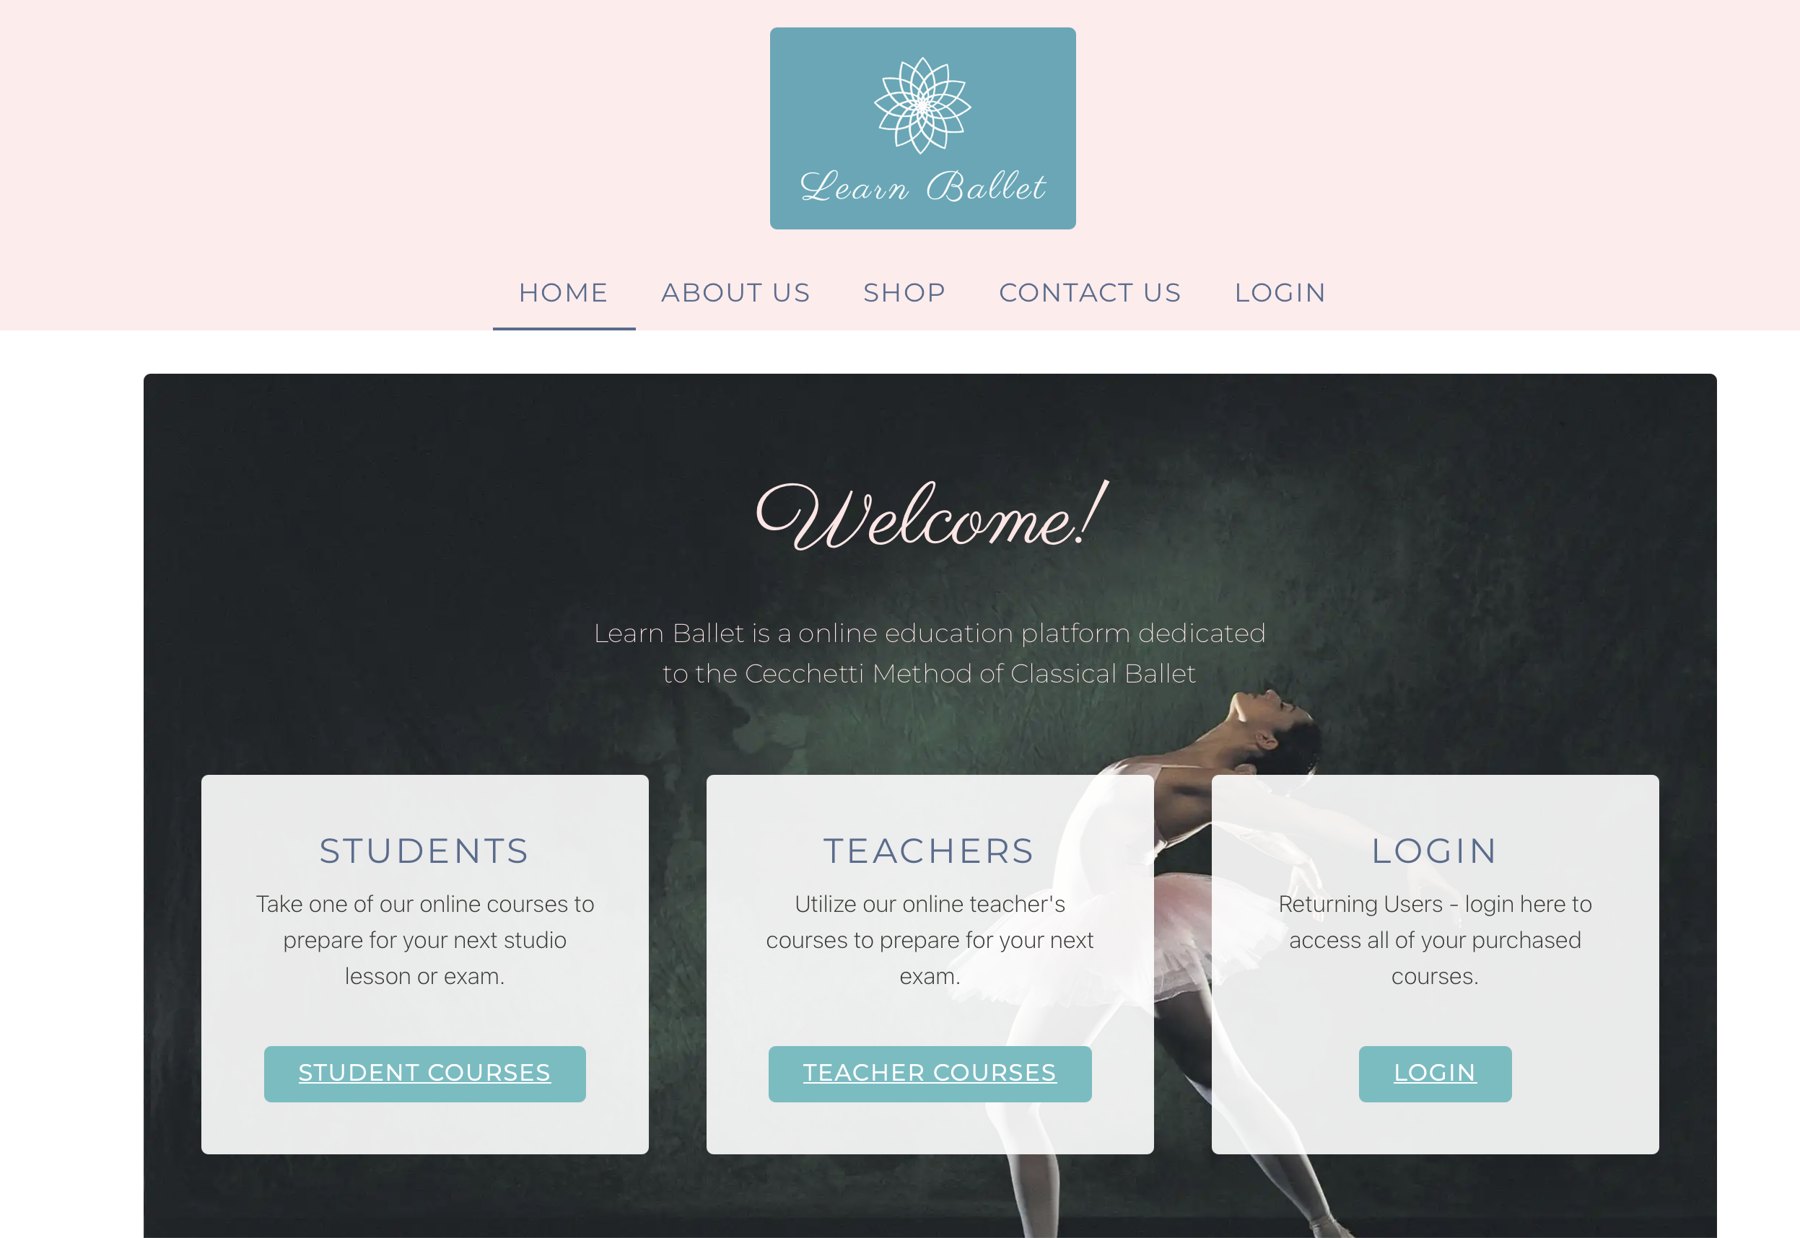 Learn Ballet
HOME ABOUT US SHOP CONTACT US LOGIN
Welcome!
Learn Ballet is a online education platform dedicated
to the Cecchetti Method of Classical Ballet
STUDENTS
Take one of our online courses to
prepare for your next studio
lesson or exam.
STUDENT COURSES
TEACHERS
Utilize our online teacher's
courses to prepare for your next
exam.
TEACHER COURSES
LOGIN
Returning Users - login here to
access all of your purchased
courses.
LOGIN